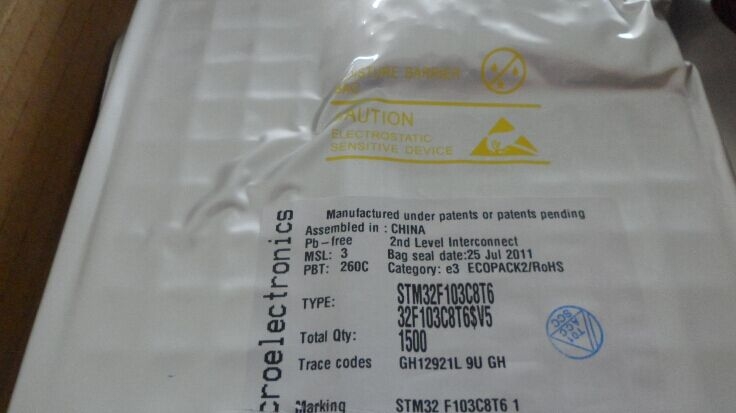 MOISTURE BARRIER
BAG
CAUTION
ELECTROSTATIC
SENSITIVE DEVICE
croelectronics
Manufactured under patents or patents pending
Assembled in : CHINA
Pb-free 2nd Level Interconnect
MSL: 3 Bag seal date:25 Jul 2011
PBT: 260C Category: e3 ECOPACK2/RoHS
TYPE: STM32F103C8T6
32F103C8T6$V5
Total Qty: 1500
Trace codes GH12921L 9U GH
Marking STM32 F103C8T6 1